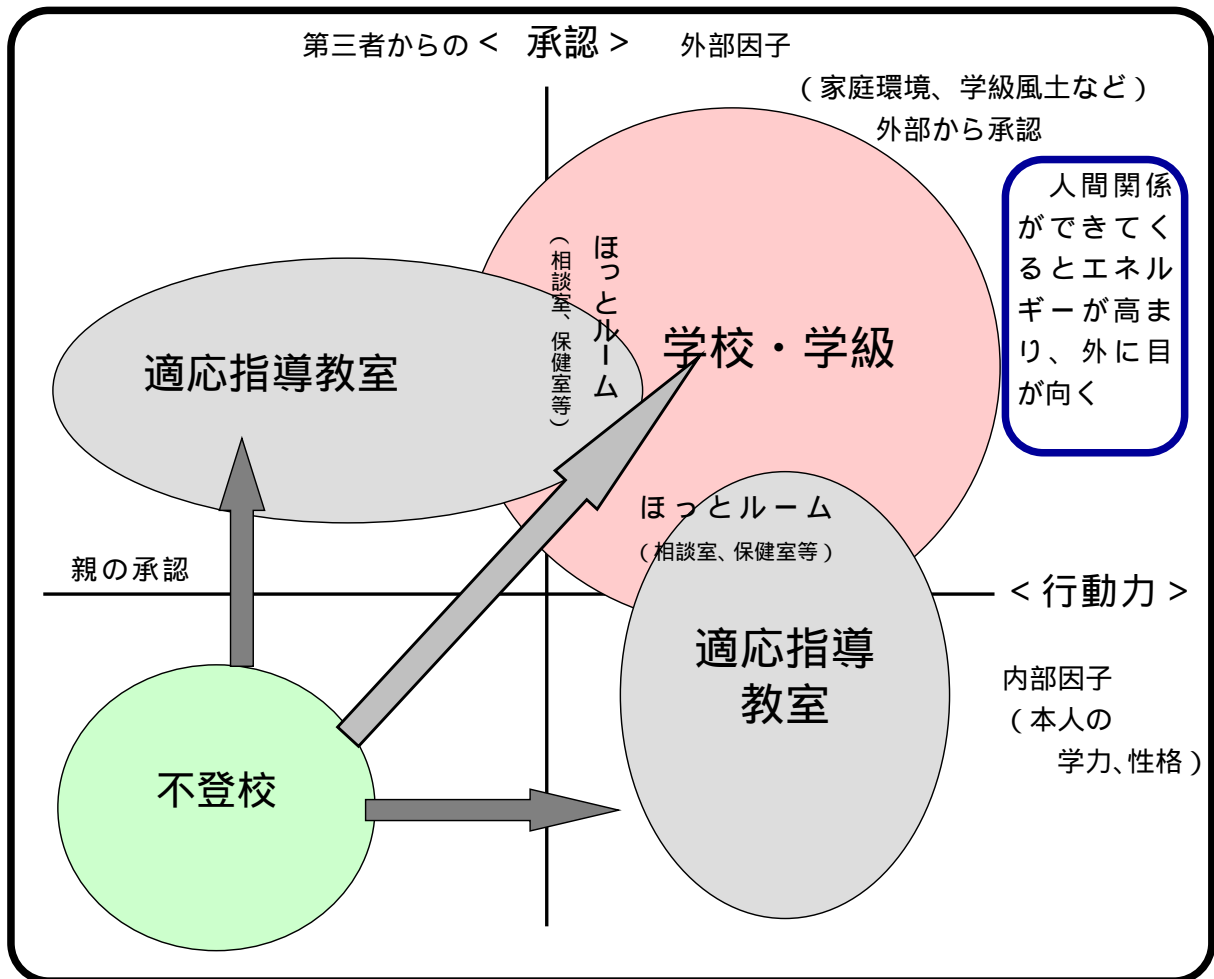 第三者からの＜ 承認＞ 外部因子
（家庭環境、学級風土など）
外部から承認
人間関係
ができてく
るとエネル
ギーが高ま
り、外に目
が向く
ほっとルーム
（相談室、保健室等）
学校・学級
適応指導教室
ほっとルーム
（相談室、保健室等）
親の承認
＜行動力＞
適応指導
教室
内部因子
（本人の
学力、性格）
不登校